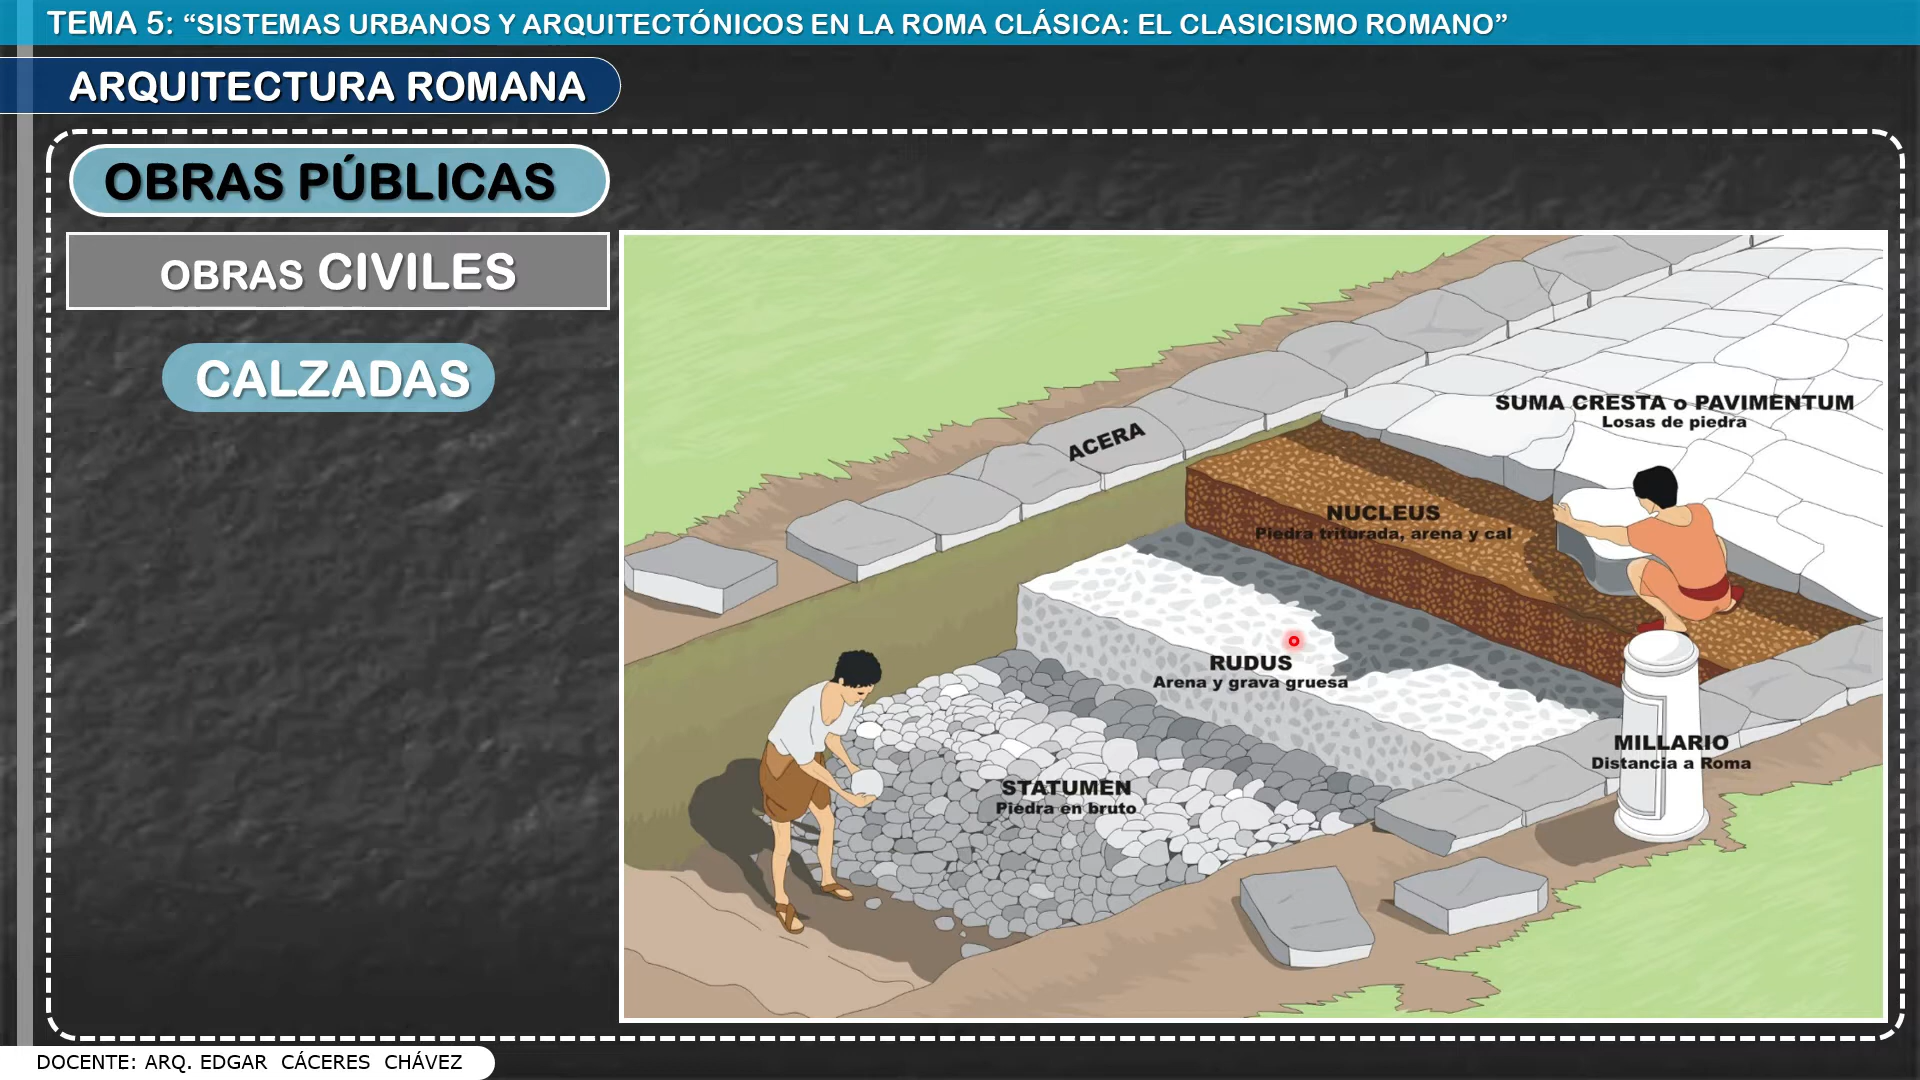 TEMA 5: “SISTEMAS URBANOS Y ARQUITECTÓNICOS EN LA ROMA CLÁSICA: EL CLASICISMO ROMANO”
ARQUITECTURA ROMANA
OBRAS PÚBLICAS
OBRAS CIVILES
CALZADAS
SUMA CRESTA o PAVIMENTUM
Losas de piedra
ACERA
NUCLEUS
Piedra triturada, arena y cal
RUDUS
Arena y grava gruesa
MILLARIO
Distancia a Roma
STATUMEN
Piedra en bruto
DOCENTE: ARQ. EDGAR CÁCERES CHÁVEZ